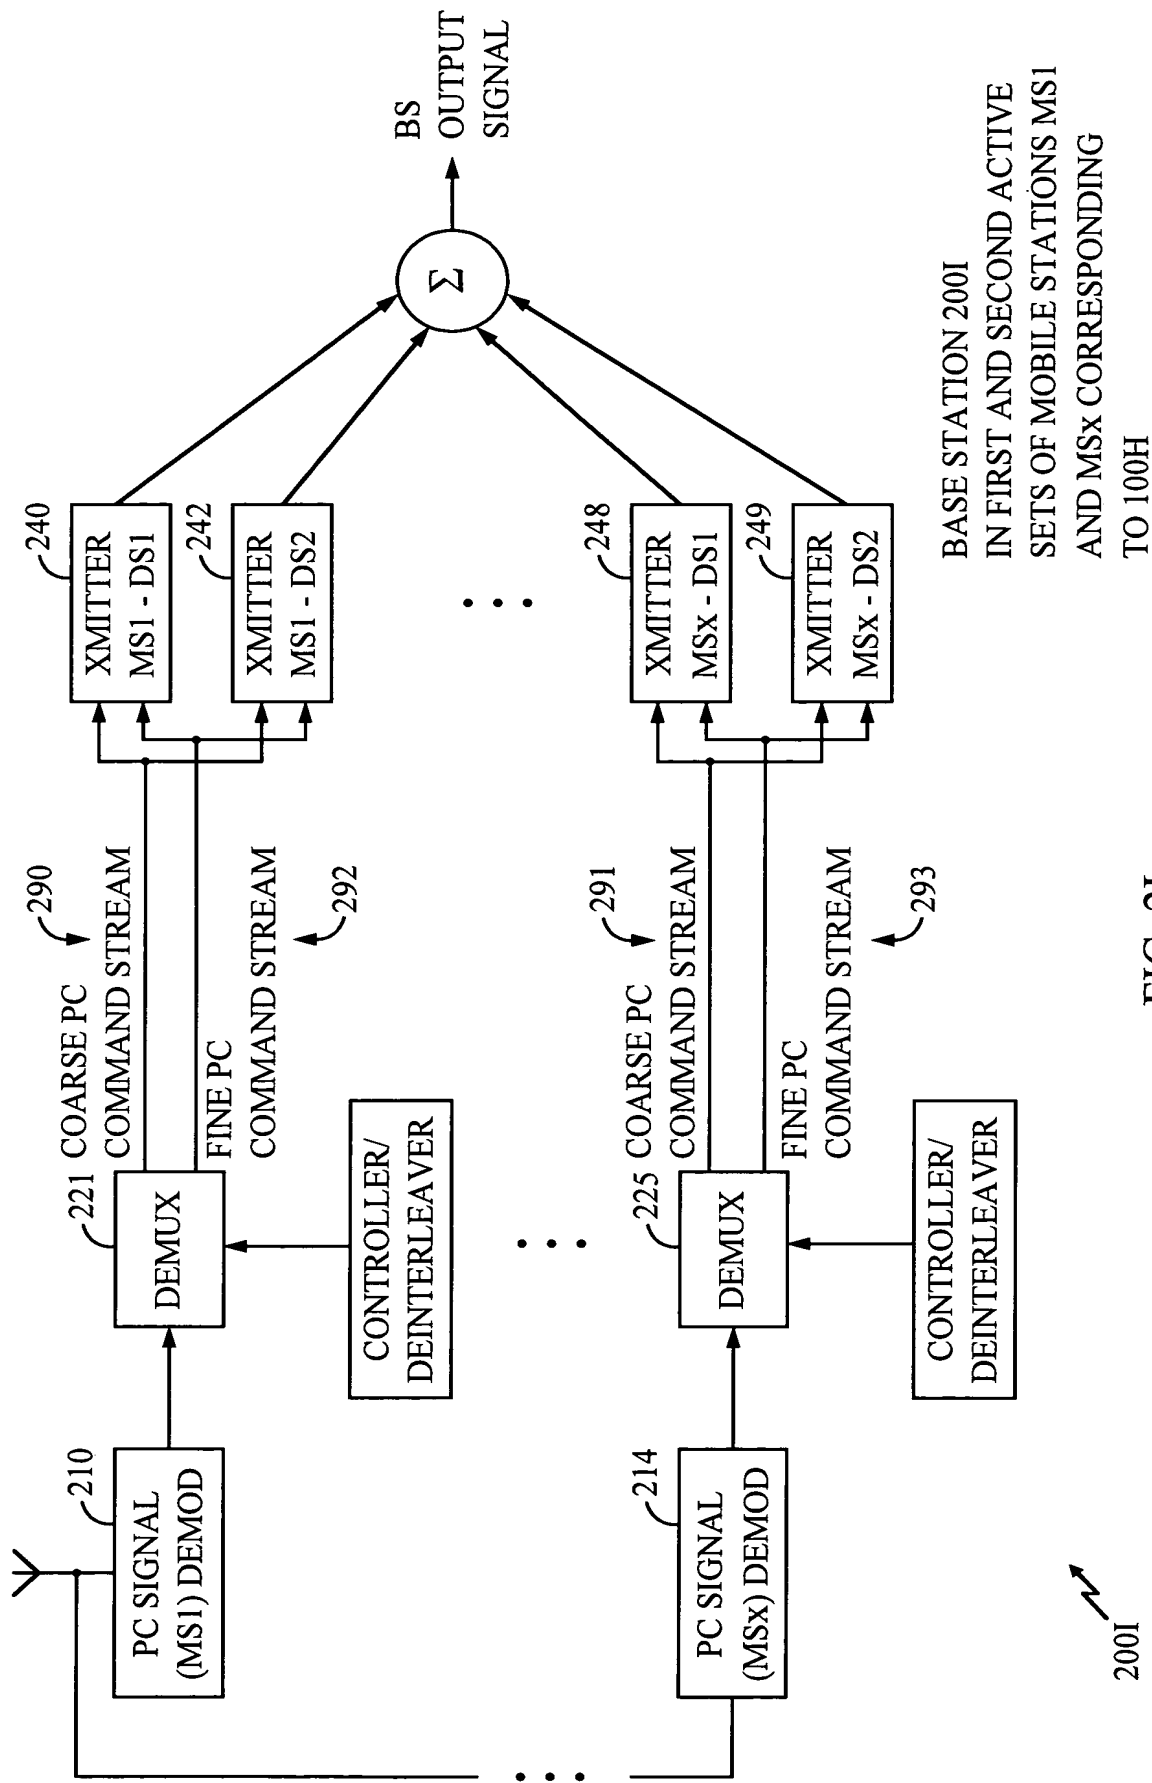 210
PC SIGNAL
(MS1) DEMOD
221
DEMUX
CONTROLLER/
DEINTERLEAVER
290
COARSE PC
COMMAND STREAM
FINE PC
COMMAND STREAM
292
240
XMITTER
MS1 - DS1
242
XMITTER
MS1 - DS2
Σ
BS
OUTPUT
SIGNAL
214
PC SIGNAL
(MSx) DEMOD
225
DEMUX
CONTROLLER/
DEINTERLEAVER
291
COARSE PC
COMMAND STREAM
FINE PC
COMMAND STREAM
293
248
XMITTER
MSx - DS1
249
XMITTER
MSx - DS2
200I
BASE STATION 200I
IN FIRST AND SECOND ACTIVE
SETS OF MOBILE STATIONS MS1
AND MSx CORRESPONDING
TO 100H